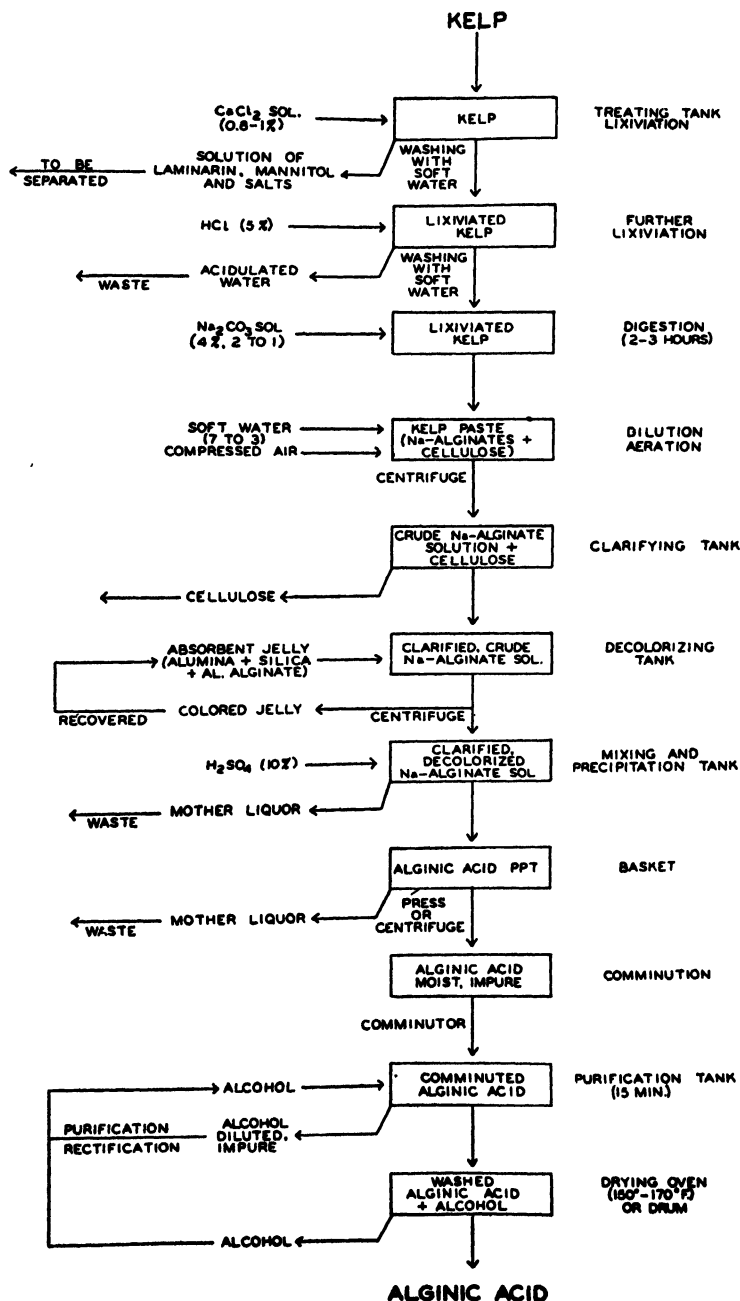 KELP
CaCl2 SOL.
(0.8-1%)
KELP
TREATING TANK
LIXIVIATION
TO BE
SEPARATED
SOLUTION OF
LAMINARIN, MANNITOL
AND SALTS
WASHING
WITH
SOFT
WATER
HCl (5%)
LIXIVIATED
KELP
FURTHER
LIXIVIATION
WASTE
ACIDULATED
WATER
WASHING
WITH
SOFT
WATER
Na2CO3 SOL
(4%, 2 TO 1)
LIXIVIATED
KELP
DIGESTION
(2-3 HOURS)
SOFT WATER
(7 TO 3)
COMPRESSED AIR
KELP PASTE
(Na-ALGINATES +
CELLULOSE)
DILUTION
AERATION
CENTRIFUGE
CRUDE Na-ALGINATE
SOLUTION +
CELLULOSE
CLARIFYING TANK
CELLULOSE
ABSORBENT JELLY
(ALUMINA + SILICA
+ AL. ALGINATE)
CLARIFIED, CRUDE
Na-ALGINATE SOL.
DECOLORIZING
TANK
RECOVERED
COLORED JELLY
CENTRIFUGE
H2SO4 (10%)
CLARIFIED,
DECOLORIZED
Na-ALGINATE SOL
MIXING AND
PRECIPITATION TANK
WASTE
MOTHER LIQUOR
ALGINIC ACID PPT
BASKET
WASTE
MOTHER LIQUOR
PRESS
OR
CENTRIFUGE
ALGINIC ACID
MOIST, IMPURE
COMMINUTION
COMMINUTOR
ALCOHOL
COMMINUTED
ALGINIC ACID
PURIFICATION TANK
(15 MIN.)
PURIFICATION
RECTIFICATION
ALCOHOL
DILUTED,
IMPURE
WASHED
ALGINIC ACID
+ ALCOHOL
DRYING OVEN
(150°-170°F.)
OR DRUM
ALCOHOL
ALGINIC ACID